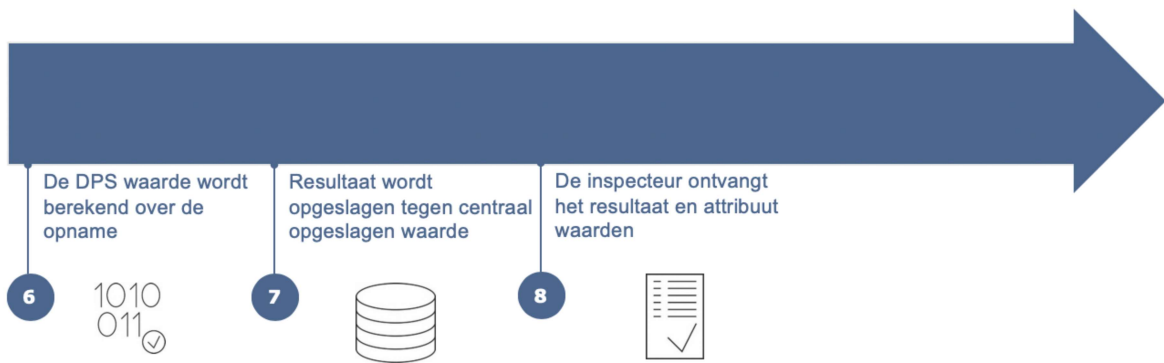 De DPS waarde wordt
berekend over de
opname
Resultaat wordt
opgeslagen tegen centraal
opgeslagen waarde
De inspecteur ontvangt
het resultaat en attribuut
waarden
6
1010
011
7
8